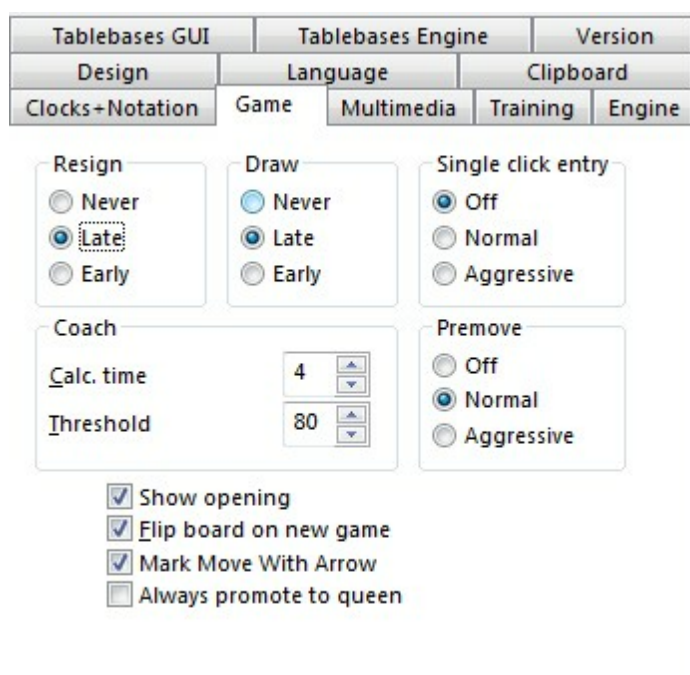 Tablebases GUI Tablebases Engine Version
Design Language Clipboard
Clocks+Notation Game Multimedia Training Engine
Resign Draw Single click entry
Never Never Off
Late Late Normal
Early Early Aggressive
Coach Premove
Calc. time 4 Off
Normal
Threshold 80 Aggressive
Show opening
Flip board on new game
Mark Move With Arrow
Always promote to queen